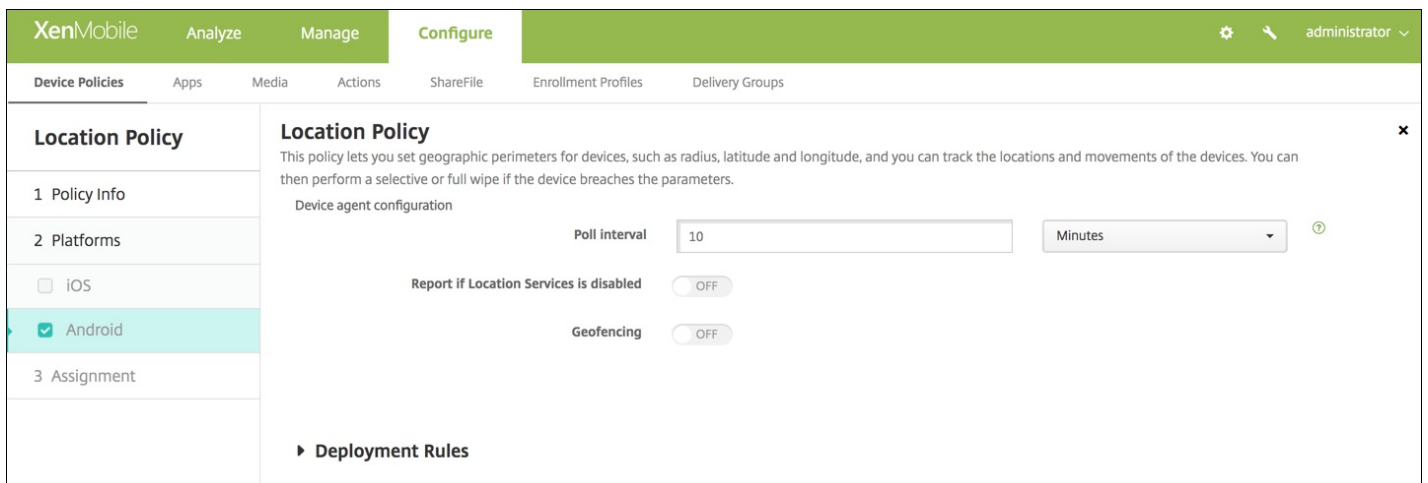 XenMobile Analyze Manage Configure administrator
Device Policies Apps Media Actions ShareFile Enrollment Profiles Delivery Groups
Location Policy
1 Policy Info
2 Platforms
iOS
Android
3 Assignment
Location Policy
This policy lets you set geographic perimeters for devices, such as radius, latitude and longitude, and you can track the locations and movements of the devices. You can
then perform a selective or full wipe if the device breaches the parameters.
Device agent configuration
Poll interval 10 Minutes ?
Report if Location Services is disabled OFF
Geofencing OFF
Deployment Rules